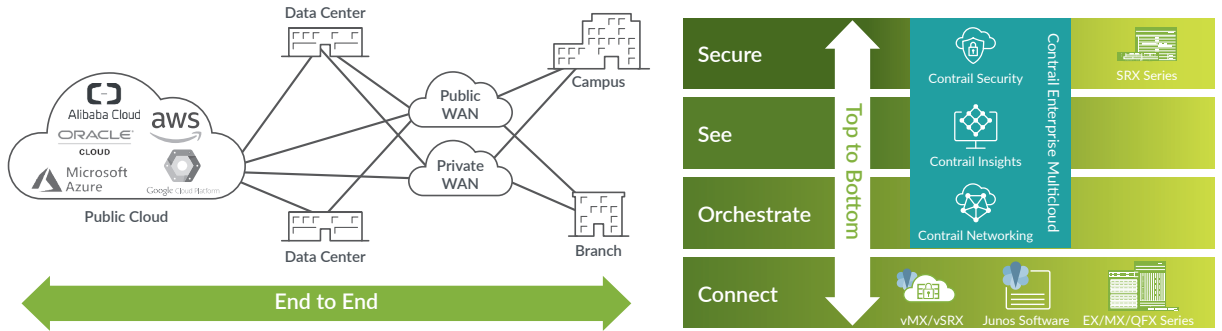 Data Center
Campus
Alibaba Cloud
ORACLE
CLOUD
aws
Microsoft
Azure
Google Cloud Platform
Public Cloud
Public
WAN
Private
WAN
Data Center
Branch
End to End
Secure
See
Orchestrate
Connect
Top to Bottom
Contrail Security
Contrail Insights
Contrail Networking
Contrail Enterprise Multicloud
SRX Series
vMX/vSRX
Junos Software
EX/MX/QFX Series